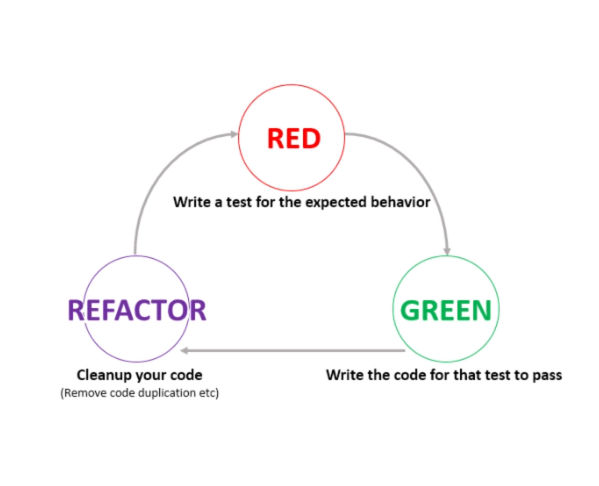 RED
Write a test for the expected behavior
REFACTOR
GREEN
Cleanup your code
(Remove code duplication etc)
Write the code for that test to pass